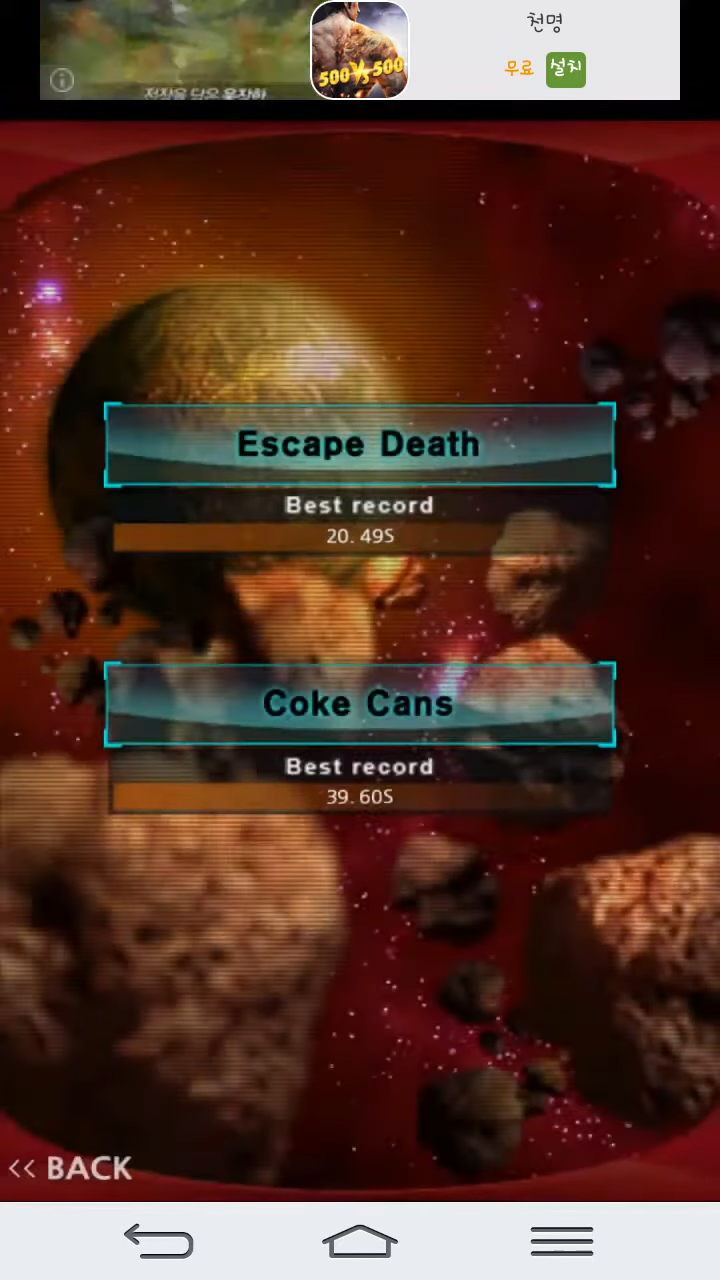 천명
500 VS 500
무료 설치
Escape Death
Best record
20.49S
Coke Cans
Best record
39.60S
<< BACK